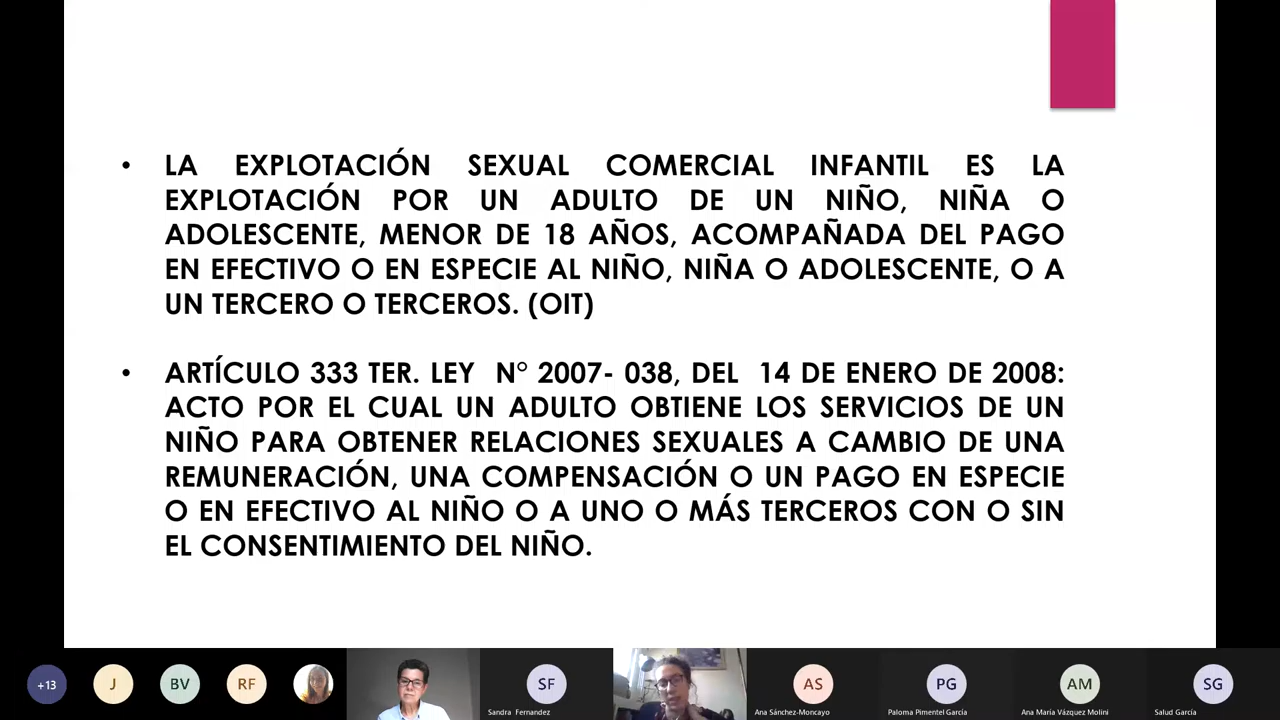 • LA EXPLOTACIÓN SEXUAL COMERCIAL INFANTIL ES LA
EXPLOTACIÓN POR UN ADULTO DE UN NIÑO, NIÑA O
ADOLESCENTE, MENOR DE 18 AÑOS, ACOMPAÑADA DEL PAGO
EN EFECTIVO O EN ESPECIE AL NIÑO, NIÑA O ADOLESCENTE, O A
UN TERCERO O TERCEROS. (OIT)
• ARTÍCULO 333 TER. LEY N° 2007- 038, DEL 14 DE ENERO DE 2008:
ACTO POR EL CUAL UN ADULTO OBTIENE LOS SERVICIOS DE UN
NIÑO PARA OBTENER RELACIONES SEXUALES A CAMBIO DE UNA
REMUNERACIÓN, UNA COMPENSACIÓN O UN PAGO EN ESPECIE
O EN EFECTIVO AL NIÑO O A UNO O MÁS TERCEROS CON O SIN
EL CONSENTIMIENTO DEL NIÑO.
+13 J BV RF SF AS PG AM SG
Sandra Fernandez Ana Sánchez-Moncayo Paloma Pimentel García Ana María Vázquez Molini Salud García